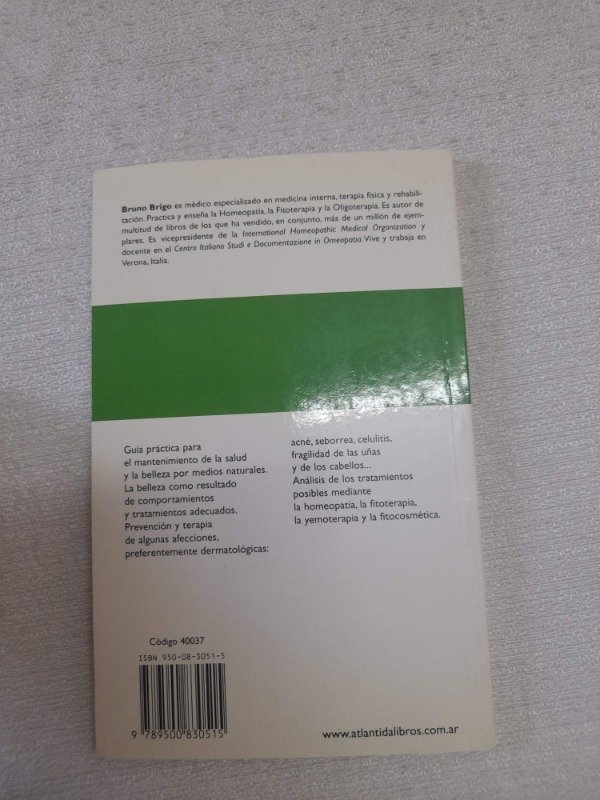 Bruno Brigo es médico especializado en medicina interna, terapia física y rehabili-
tación. Practica y enseña la Homeopatía, la Fitoterapia y la Oligoterapia. Es autor de
multitud de libros de los que ha vendido, en conjunto, más de un millón de ejem-
plares. Es vicepresidente de la International Homeopathic Medical Organization y
docente en el Centro Italiano Studi e Documentazione in Omeopatia. Vive y trabaja en
Verona, Italia.
Guía práctica para
el mantenimiento de la salud
y la belleza por medios naturales.
La belleza como resultado
de comportamientos
y tratamientos adecuados.
Prevención y terapia
de algunas afecciones,
preferentemente dermatológicas:
acné, seborrea, celulitis,
fragilidad de las uñas
y de los cabellos...
Análisis de los tratamientos
posibles mediante
la homeopatía, la fitoterapia,
la yemoterapia y la fitocosmética.
Código 40037
ISBN 950-08-3051-5
9 789500 830515
www.atlantidalibros.com.ar